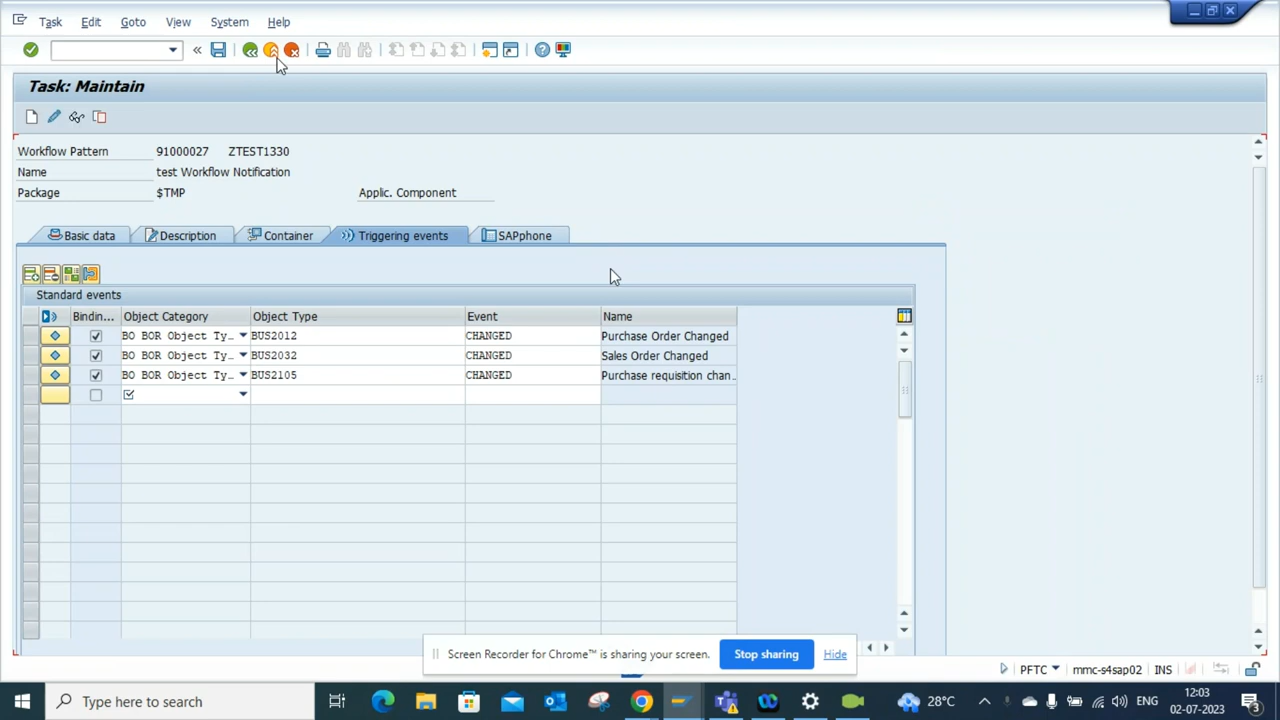 Task Edit Goto View System Help
Task: Maintain
Workflow Pattern 91000027 ZTEST1330
Name test Workflow Notification
Package $TMP Applic. Component
Basic data Description Container Triggering events SAPphone
Standard events
Bindin... Object Category Object Type Event Name
BO BOR Object Ty… BUS2012 CHANGED Purchase Order Changed
BO BOR Object Ty… BUS2032 CHANGED Sales Order Changed
BO BOR Object Ty… BUS2105 CHANGED Purchase requisition chan…
Screen Recorder for Chrome™ is sharing your screen. Stop sharing Hide
PFTC mmc-s4sap02 INS
Type here to search 28°C ENG 12:03
02-07-2023 3